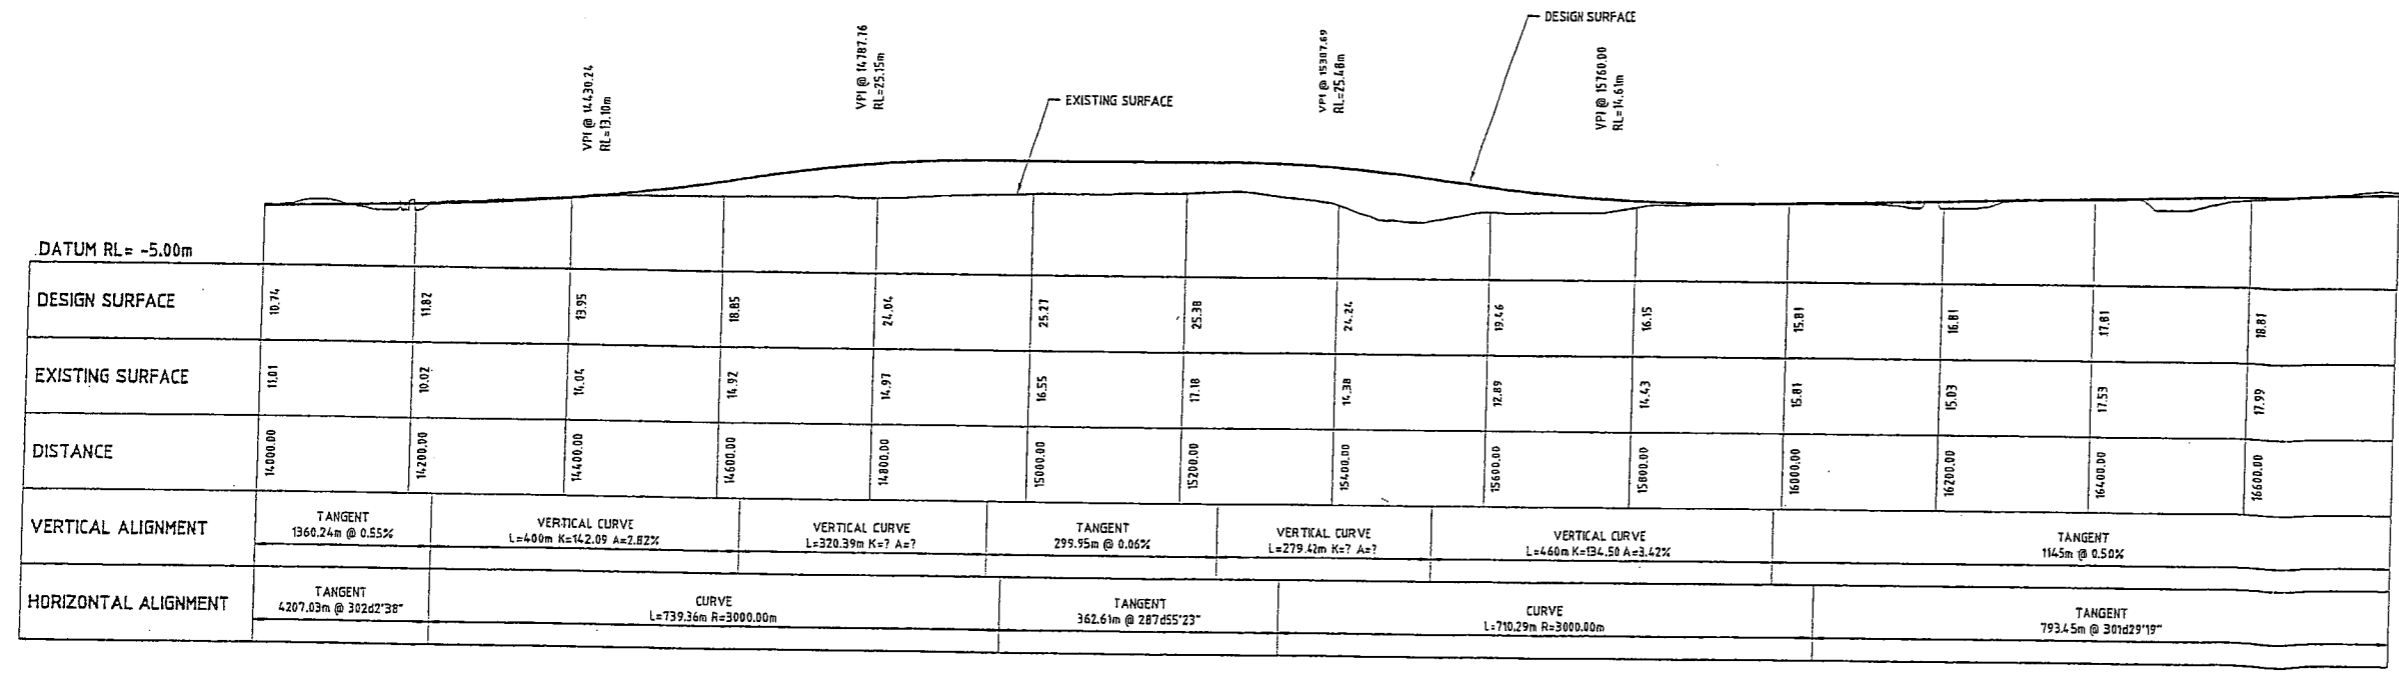 DESIGN SURFACE
VPI @ 14430.24
RL=13.10m
VPI @ 14787.76
RL=25.15m
EXISTING SURFACE
VPI @ 15387.69
RL=25.48m
VPI @ 15760.00
RL=14.61m
DATUM RL= -5.00m
DESIGN SURFACE 10.74 11.82 13.95 18.85 24.04 25.27 25.38 24.24 19.46 16.15 15.81 16.81 17.81 18.81
EXISTING SURFACE 11.01 10.02 14.04 14.92 14.97 16.55 17.18 14.38 12.89 14.43 15.81 15.03 17.53 17.99
DISTANCE 14000.00 14200.00 14400.00 14600.00 14800.00 15000.00 15200.00 15400.00 15600.00 15800.00 16000.00 16200.00 16400.00 16600.00
VERTICAL ALIGNMENT
TANGENT
1360.24m @ 0.55%
VERTICAL CURVE
L=400m K=142.09 A=2.82%
VERTICAL CURVE
L=320.39m K=? A=?
TANGENT
299.95m @ 0.06%
VERTICAL CURVE
L=279.42m K=? A=?
VERTICAL CURVE
L=460m K=134.50 A=3.42%
TANGENT
1145m @ 0.50%
HORIZONTAL ALIGNMENT
TANGENT
4207.03m @ 302d2'38"
CURVE
L=739.36m R=3000.00m
TANGENT
362.61m @ 287d55'23"
CURVE
L=710.29m R=3000.00m
TANGENT
793.45m @ 301d29'19"